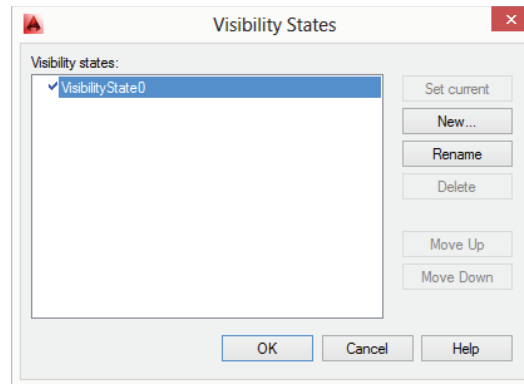 Visibility States
Visibility states:
VisibilityState0
Set current
New...
Rename
Delete
Move Up
Move Down
OK
Cancel
Help